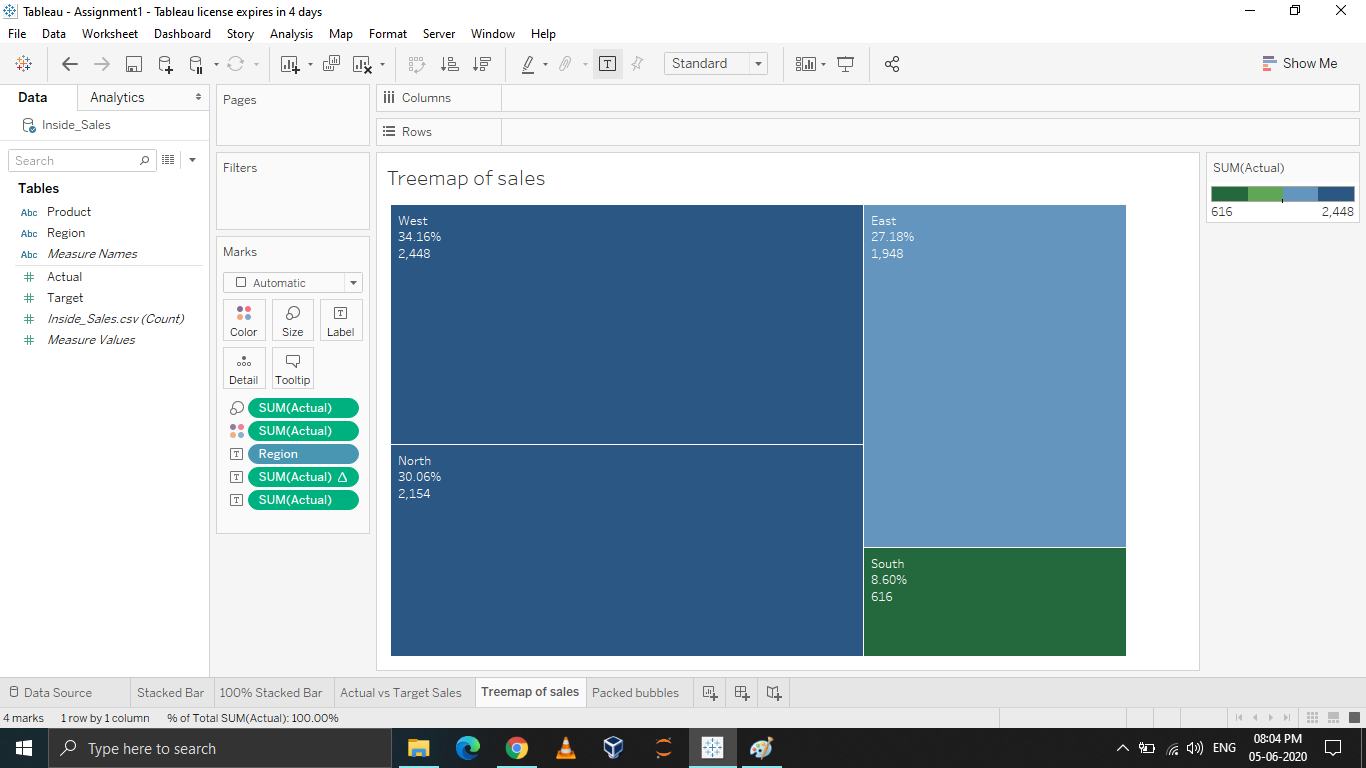 Tableau - Assignment1 - Tableau license expires in 4 days
File Data Worksheet Dashboard Story Analysis Map Format Server Window Help
Standard
Show Me
Data Analytics
Inside_Sales
Search
Tables
Abc Product
Abc Region
Abc Measure Names
# Actual
# Target
# Inside_Sales.csv (Count)
# Measure Values
Pages
Filters
Marks
Automatic
Color Size T Label
Detail Tooltip
SUM(Actual)
SUM(Actual)
T Region
T SUM(Actual) Δ
T SUM(Actual)
Columns
Rows
Treemap of sales
West
34.16%
2,448
North
30.06%
2,154
East
27.18%
1,948
South
8.60%
616
SUM(Actual)
616 2,448
Data Source Stacked Bar 100% Stacked Bar Actual vs Target Sales Treemap of sales Packed bubbles
4 marks 1 row by 1 column % of Total SUM(Actual): 100.00%
Type here to search
ENG
08:04 PM
05-06-2020